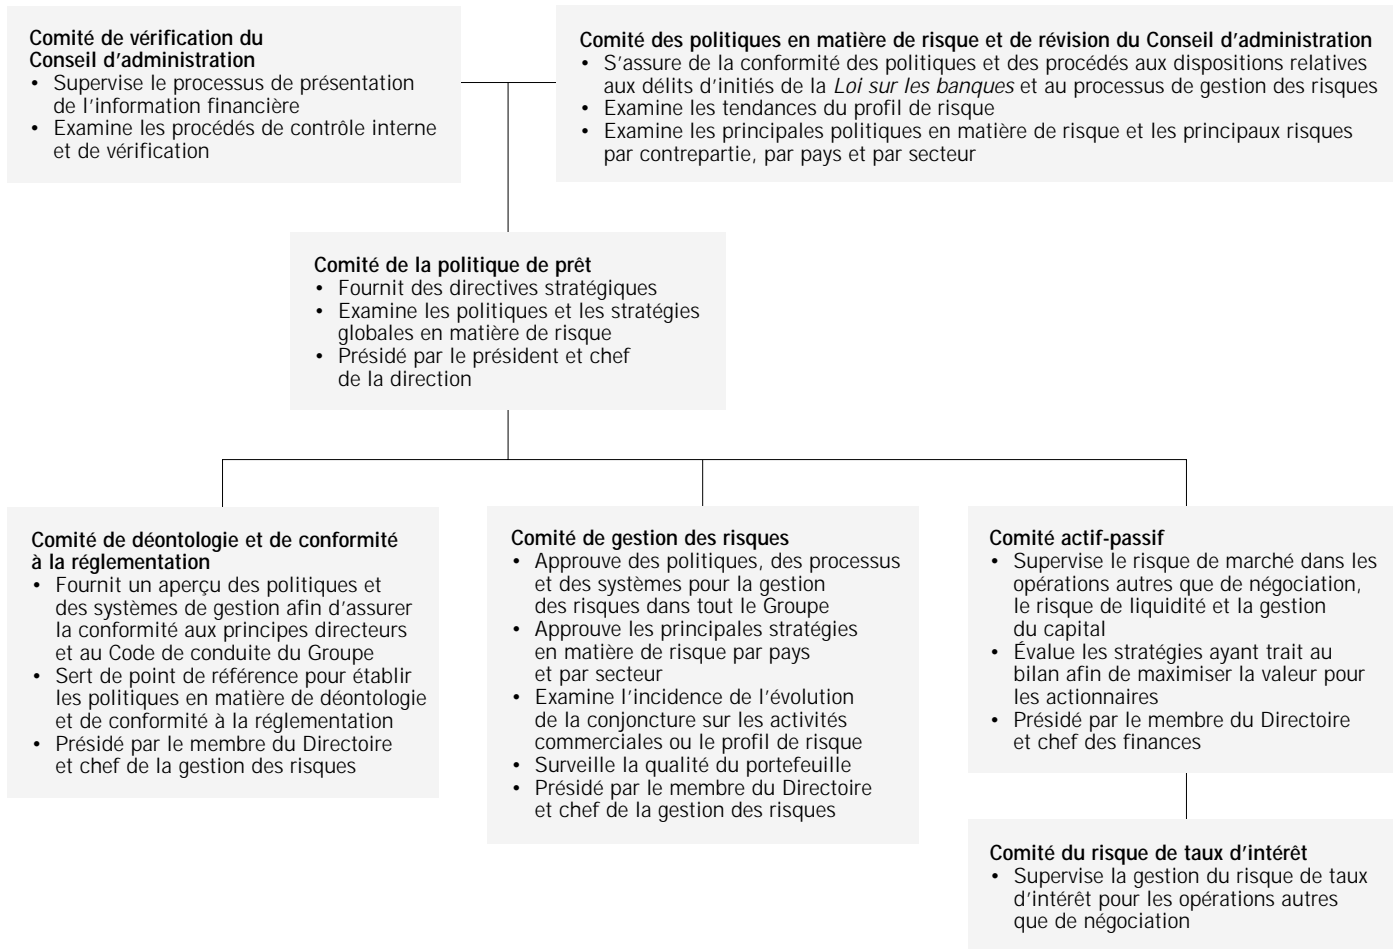 Comité de vérification du
Conseil d'administration
• Supervise le processus de présentation
de l'information financière
• Examine les procédés de contrôle interne
et de vérification
Comité des politiques en matière de risque et de révision du Conseil d'administration
• S'assure de la conformité des politiques et des procédés aux dispositions relatives
aux délits d'initiés de la Loi sur les banques et au processus de gestion des risques
• Examine les tendances du profil de risque
• Examine les principales politiques en matière de risque et les principaux risques
par contrepartie, par pays et par secteur
Comité de la politique de prêt
• Fournit des directives stratégiques
• Examine les politiques et les stratégies
globales en matière de risque
• Présidé par le président et chef
de la direction
Comité de déontologie et de conformité
à la réglementation
• Fournit un aperçu des politiques et
des systèmes de gestion afin d'assurer
la conformité aux principes directeurs
et au Code de conduite du Groupe
• Sert de point de référence pour établir
les politiques en matière de déontologie
et de conformité à la réglementation
• Présidé par le membre du Directoire
et chef de la gestion des risques
Comité de gestion des risques
• Approuve des politiques, des processus
et des systèmes pour la gestion
des risques dans tout le Groupe
• Approuve les principales stratégies
en matière de risque par pays
et par secteur
• Examine l'incidence de l'évolution
de la conjoncture sur les activités
commerciales ou le profil de risque
• Surveille la qualité du portefeuille
• Présidé par le membre du Directoire
et chef de la gestion des risques
Comité actif-passif
• Supervise le risque de marché dans les
opérations autres que de négociation,
le risque de liquidité et la gestion
du capital
• Évalue les stratégies ayant trait au
bilan afin de maximiser la valeur pour
les actionnaires
• Présidé par le membre du Directoire
et chef des finances
Comité du risque de taux d'intérêt
• Supervise la gestion du risque de taux
d'intérêt pour les opérations autres
que de négociation